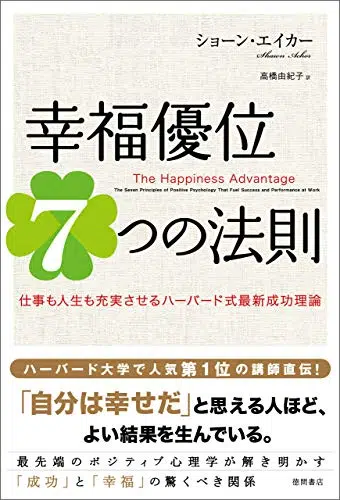 ショーン・エイカー
Shawn Achor
高橋由紀子 訳
幸福優位
The Happiness Advantage
The Seven Principles of Positive Psychology That Fuel Success and Performance at Work
7つの法則
仕事も人生も充実させるハーバード式最新成功理論
ハーバード大学で人気第1位の講師直伝!
「自分は幸せだ」と思える人ほど、
よい結果を生んでいる。
最先端のポジティブ心理学が解き明かす
「成功」と「幸福」の驚くべき関係
徳間書店